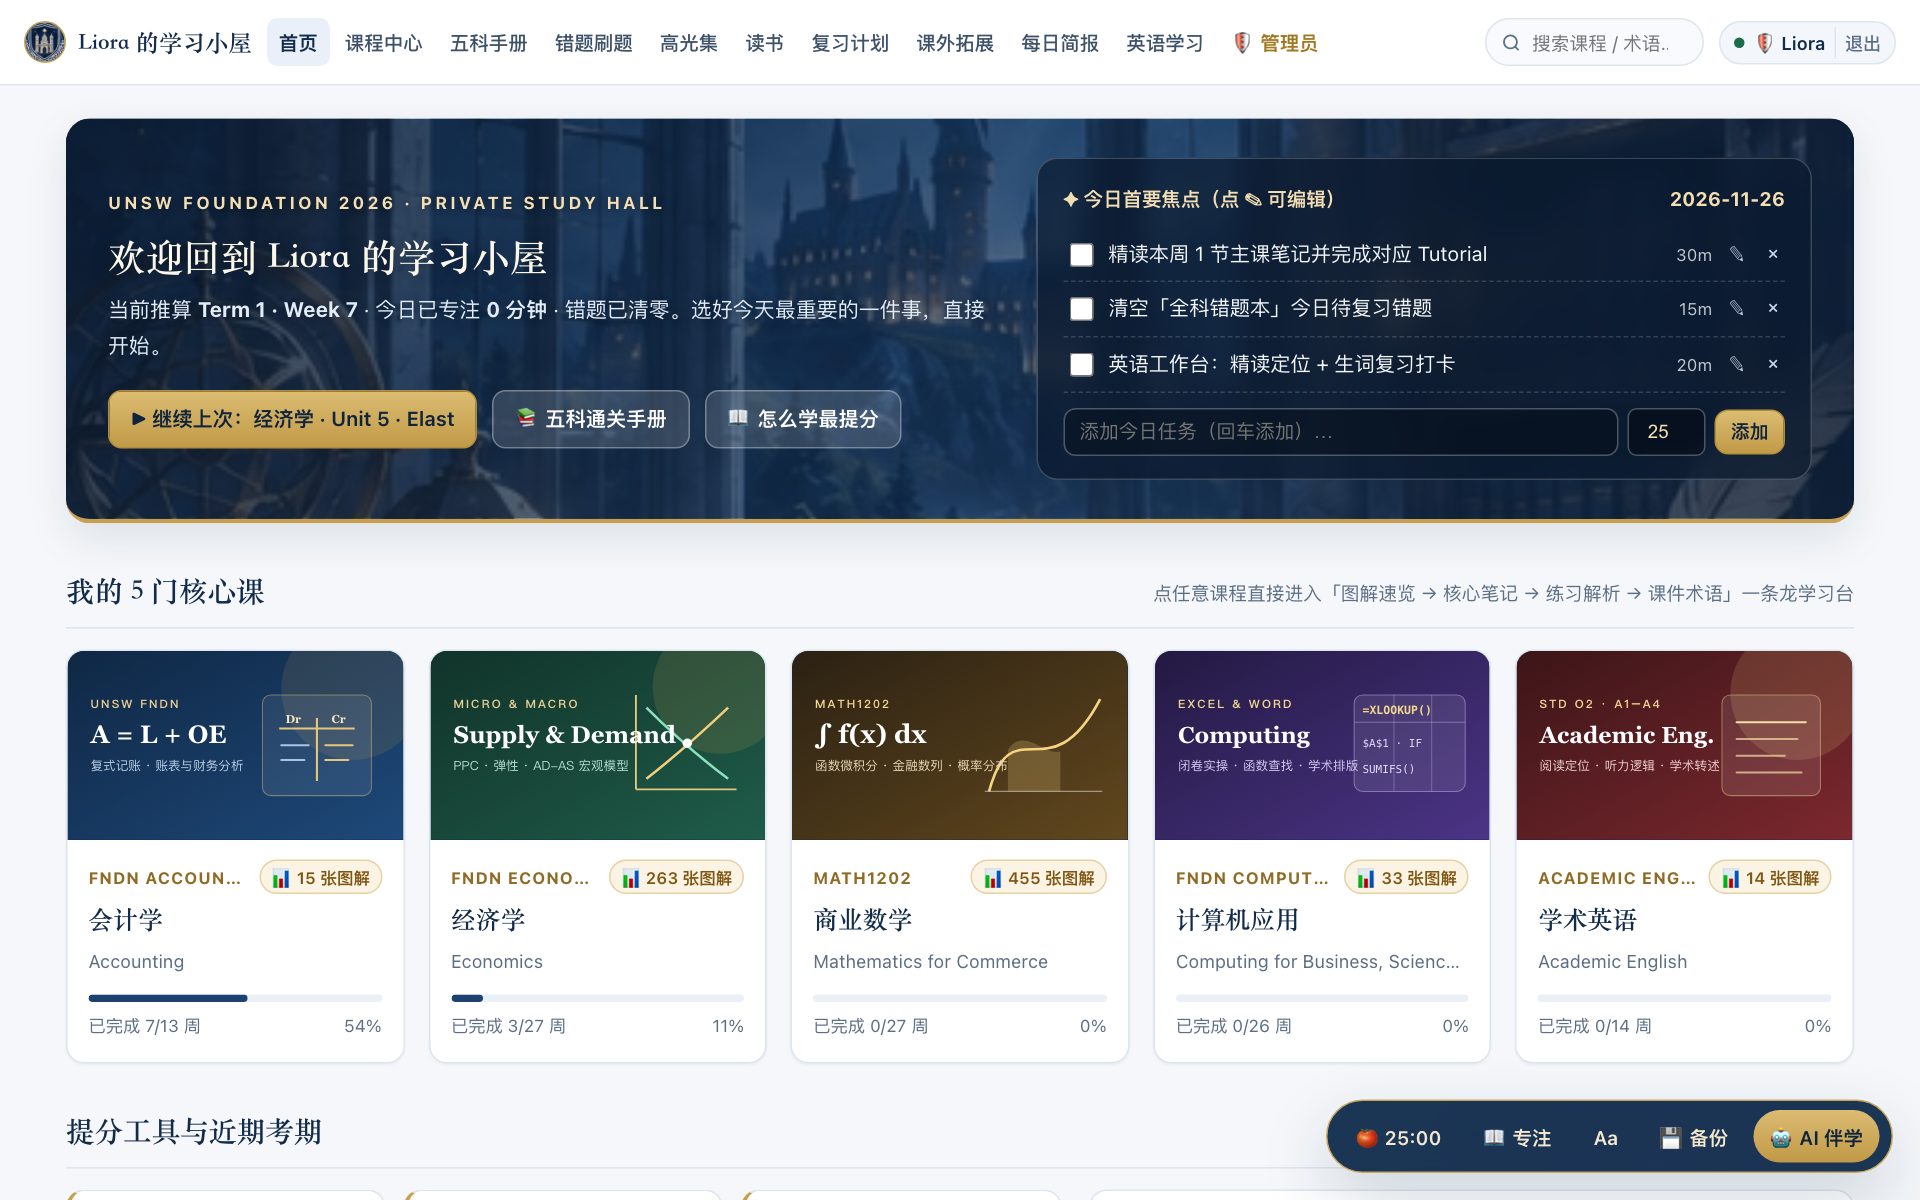 Liora 的学习小屋
首页
课程中心
五科手册
错题刷题
高光集
读书
复习计划
课外拓展
每日简报
英语学习
管理员
搜索课程 / 术语..
Liora
退出
UNSW FOUNDATION 2026 · PRIVATE STUDY HALL
欢迎回到 Liora 的学习小屋
当前推算 Term 1 · Week 7 · 今日已专注 0 分钟 · 错题已清零。选好今天最重要的一件事，直接
开始。
▶ 继续上次：经济学 · Unit 5 · Elast
📚 五科通关手册
📖 怎么学最提分
✦ 今日首要焦点（点 ✎ 可编辑）
2026-11-26
精读本周 1 节主课笔记并完成对应 Tutorial
30m ✎ ×
清空「全科错题本」今日待复习错题
15m ✎ ×
英语工作台：精读定位 + 生词复习打卡
20m ✎ ×
添加今日任务（回车添加）…
25
添加
我的 5 门核心课
点任意课程直接进入「图解速览 → 核心笔记 → 练习解析 → 课件术语」一条龙学习台
UNSW FNDN
A = L + OE
复式记账 · 账表与财务分析
Dr Cr
FNDN ACCOUN...
📊 15 张图解
会计学
Accounting
已完成 7/13 周
54%
MICRO & MACRO
Supply & Demand
PPC · 弹性 · AD–AS 宏观模型
FNDN ECONO...
📊 263 张图解
经济学
Economics
已完成 3/27 周
11%
MATH1202
∫ f(x) dx
函数微积分 · 金融数列 · 概率分布
MATH1202
📊 455 张图解
商业数学
Mathematics for Commerce
已完成 0/27 周
0%
EXCEL & WORD
Computing
闭卷实操 · 函数查找 · 学术排版
=XLOOKUP()
$A$1 · IF
SUMIFS()
FNDN COMPUT...
📊 33 张图解
计算机应用
Computing for Business, Scienc...
已完成 0/26 周
0%
STD 02 · A1–A4
Academic Eng.
阅读定位 · 听力逻辑 · 学术转述
ACADEMIC ENG...
📊 14 张图解
学术英语
Academic English
已完成 0/14 周
0%
提分工具与近期考期
🍅 25:00
📖 专注
Aa
💾 备份
🤖 AI 伴学